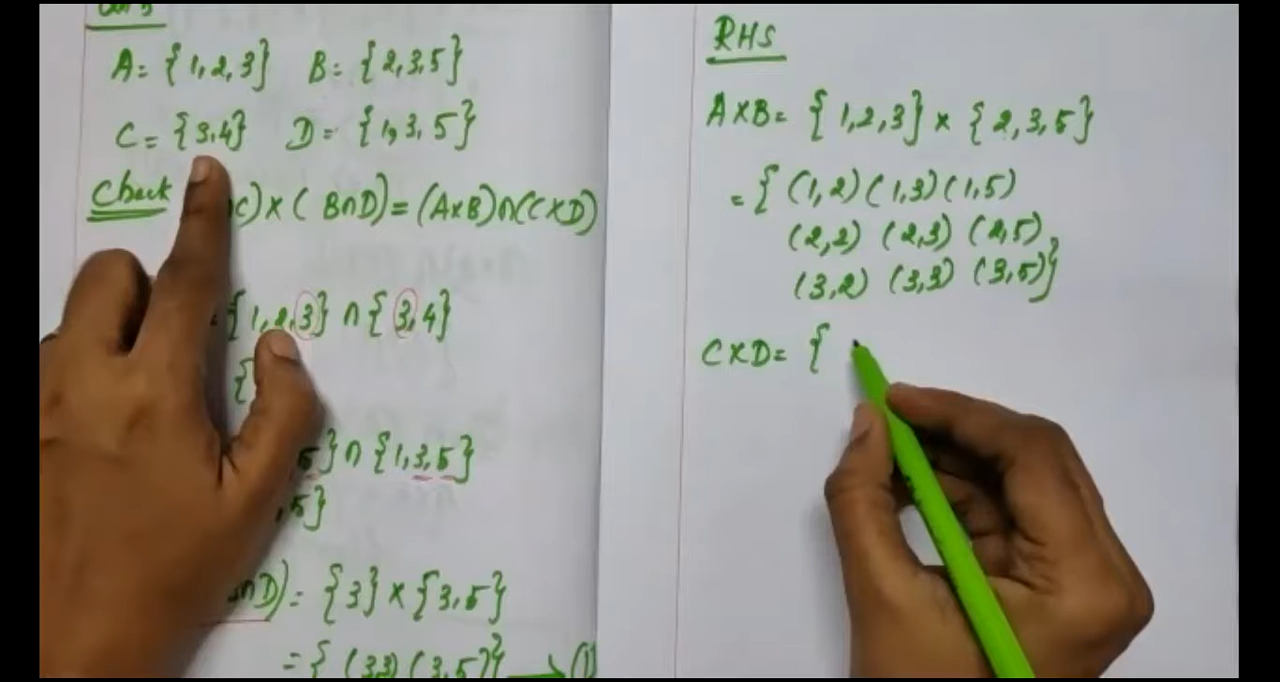 A = {1,2,3} B = {2,3,5}
C = {3,4} D = {1,3,5}
Check C) × (B∩D) = (A×B)∩(C×D)
= {1,2,3} ∩ {3,4}
{
5} ∩ {1,3,5}
,5}
∩D) = {3} × {3,5}
= { (3,3) (3,5)} → (1)
RHS
A×B = {1,2,3} × {2,3,5}
= { (1,2) (1,3) (1,5)
(2,2) (2,3) (2,5)
(3,2) (3,3) (3,5)}
C×D = {